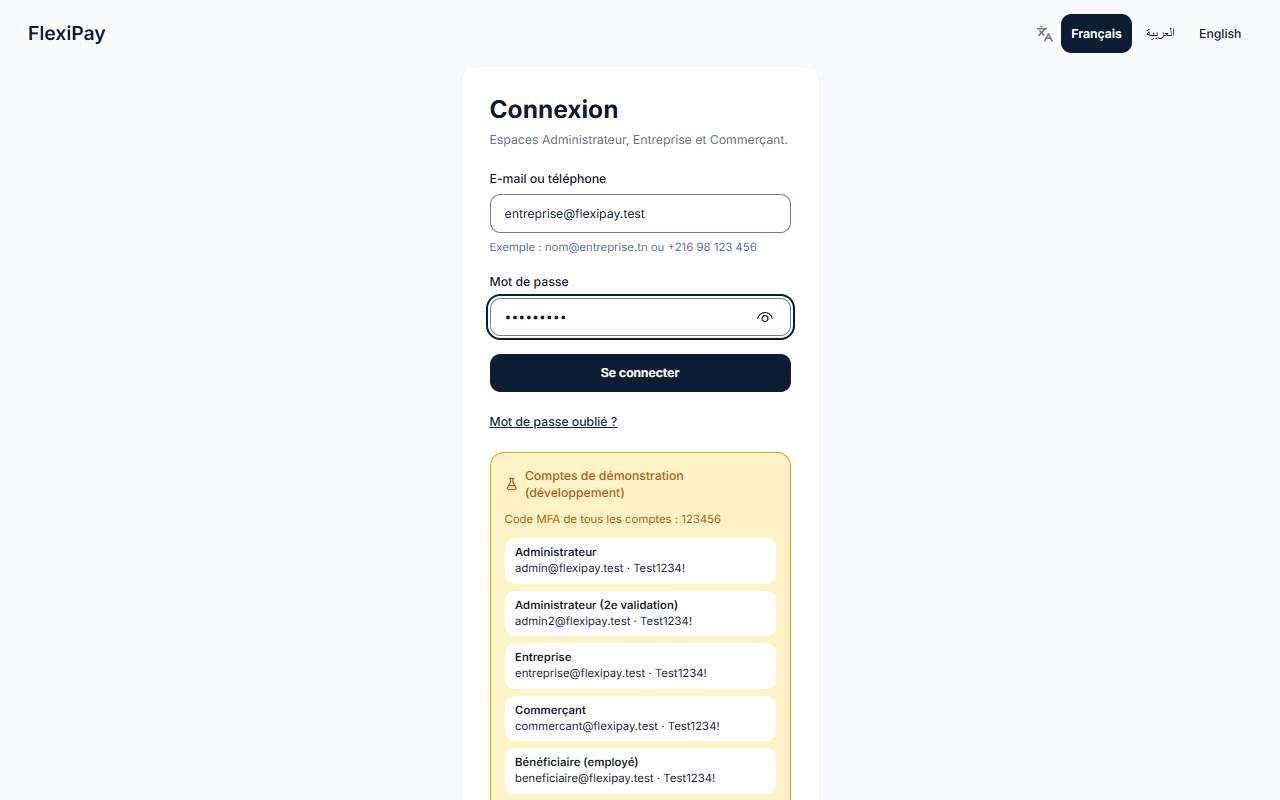 FlexiPay
Français
العربية
English
Connexion
Espaces Administrateur, Entreprise et Commerçant.
E-mail ou téléphone
entreprise@flexipay.test
Exemple : nom@entreprise.tn ou +216 98 123 456
Mot de passe
•••••••••
Se connecter
Mot de passe oublié ?
Comptes de démonstration
(développement)
Code MFA de tous les comptes : 123456
Administrateur
admin@flexipay.test · Test1234!
Administrateur (2e validation)
admin2@flexipay.test · Test1234!
Entreprise
entreprise@flexipay.test · Test1234!
Commerçant
commercant@flexipay.test · Test1234!
Bénéficiaire (employé)
beneficiaire@flexipay.test · Test1234!